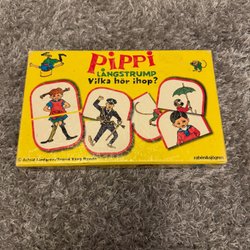 PIPPI
LÅNGSTRUMP
Vilka hör ihop?
© Astrid Lindgren/Ingrid Vang Nyman
rabén&sjögren